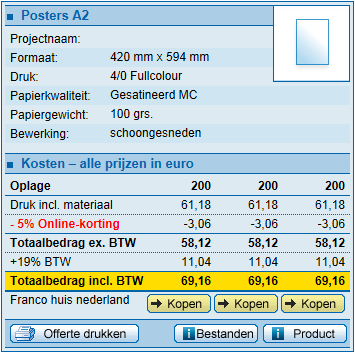 Posters A2
Projectnaam:
Formaat: 420 mm x 594 mm
Druk: 4/0 Fullcolour
Papierkwaliteit: Gesatineerd MC
Papiergewicht: 100 grs.
Bewerking: schoongesneden
Kosten – alle prijzen in euro
Oplage 200 200 200
Druk incl. materiaal 61,18 61,18 61,18
- 5% Online-korting -3,06 -3,06 -3,06
Totaalbedrag ex. BTW 58,12 58,12 58,12
+19% BTW 11,04 11,04 11,04
Totaalbedrag incl. BTW 69,16 69,16 69,16
Franco huis nederland Kopen Kopen Kopen
Offerte drukken Bestanden Product